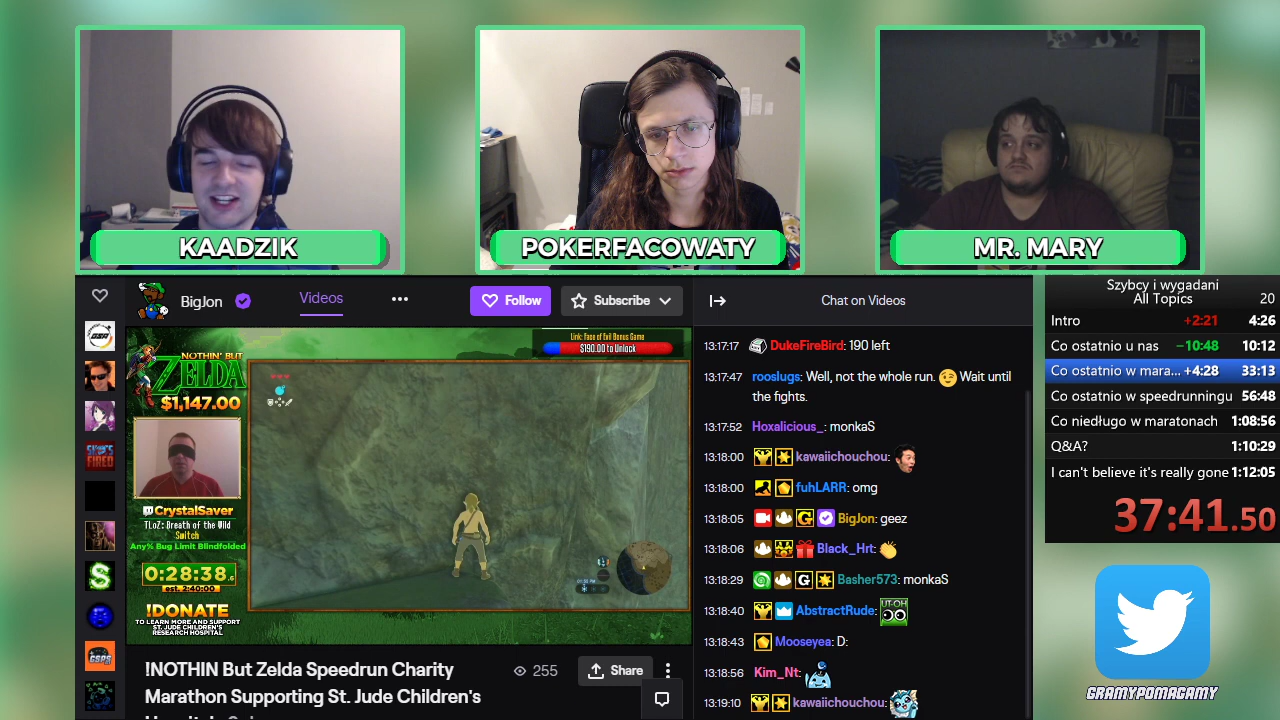 KAADZIK
POKERFACOWATY
MR. MARY
BigJon
Videos
Follow
Subscribe
Chat on Videos
NOTHIN' BUT
ZELDA
$1,147.00
Link: Face of Evil Bonus Game
$190.00 to Unlock
CrystalSaver
TLoZ: Breath of the Wild
Switch
Any% Bug Limit Blindfolded
0:28:38.6
est. 2:40:00
!DONATE
TO LEARN MORE AND SUPPORT
ST. JUDE CHILDREN'S
RESEARCH HOSPITAL
!NOTHIN But Zelda Speedrun Charity
Marathon Supporting St. Jude Children's
255
Share
13:17:17 DukeFireBird: 190 left
13:17:47 rooslugs: Well, not the whole run. Wait until
the fights.
13:17:52 Hoxalicious_: monkaS
13:18:00 kawaiichouchou:
13:18:00 fuhLARR: omg
13:18:05 BigJon: geez
13:18:06 Black_Hrt:
13:18:29 Basher573: monkaS
13:18:40 AbstractRude: UT-OH
13:18:43 Mooseyea: D:
13:18:56 Kim_Nt:
13:19:10 kawaiichouchou:
Szybcy i wygadani
All Topics 20
Intro +2:21 4:26
Co ostatnio u nas −10:48 10:12
Co ostatnio w mara... +4:28 33:13
Co ostatnio w speedrunningu 56:48
Co niedługo w maratonach 1:08:56
Q&A? 1:10:29
I can't believe it's really gone 1:12:05
37:41.50
GRAMYPOMAGAMY